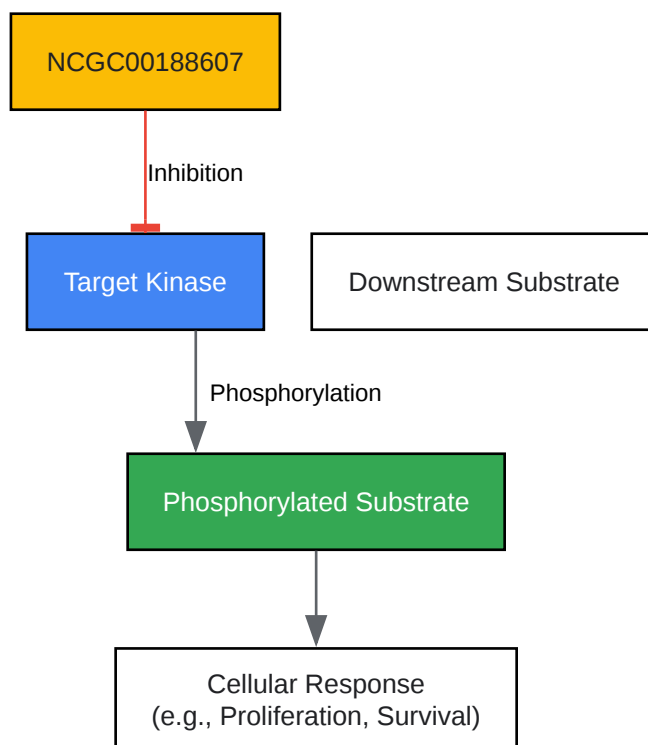 NCGC00188607
Inhibition
Target Kinase
Downstream Substrate
Phosphorylation
Phosphorylated Substrate
Cellular Response
(e.g., Proliferation, Survival)